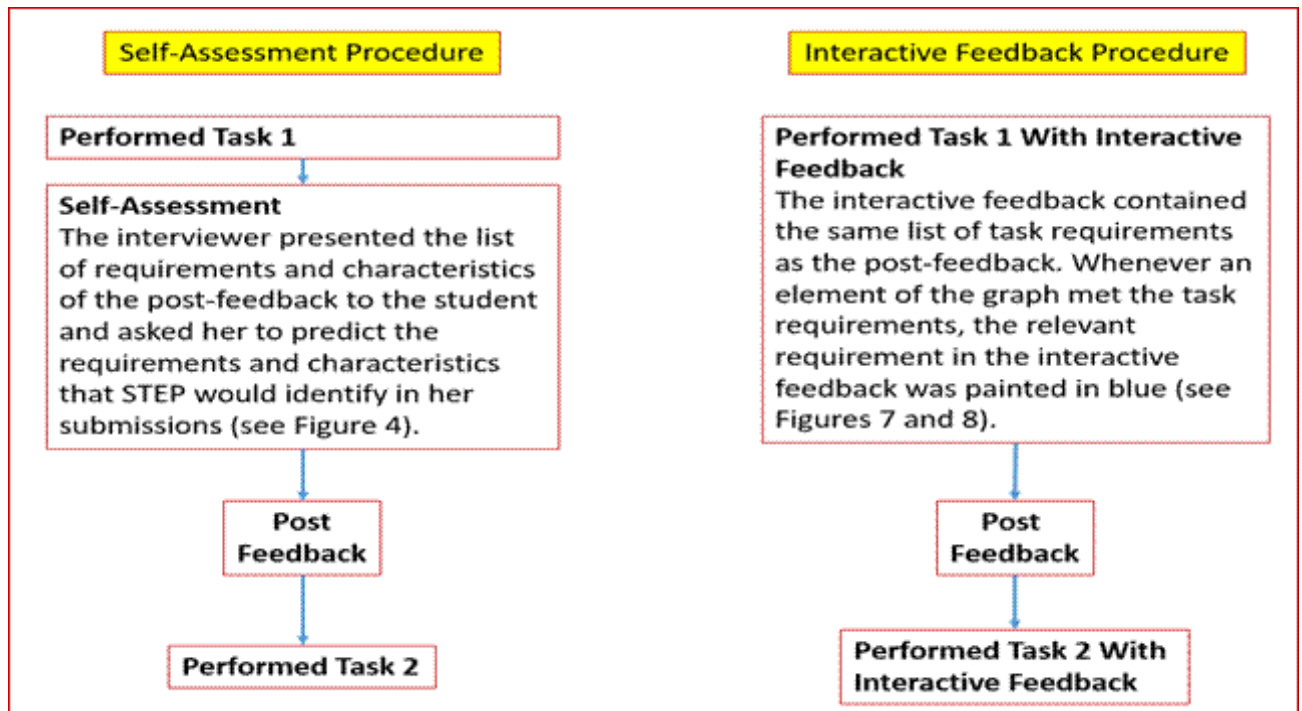 Self-Assessment Procedure
Performed Task 1
Self-Assessment
The interviewer presented the list
of requirements and characteristics
of the post-feedback to the student
and asked her to predict the
requirements and characteristics
that STEP would identify in her
submissions (see Figure 4).
Post
Feedback
Performed Task 2
Interactive Feedback Procedure
Performed Task 1 With Interactive
Feedback
The interactive feedback contained
the same list of task requirements
as the post-feedback. Whenever an
element of the graph met the task
requirements, the relevant
requirement in the interactive
feedback was painted in blue (see
Figures 7 and 8).
Post
Feedback
Performed Task 2 With
Interactive Feedback